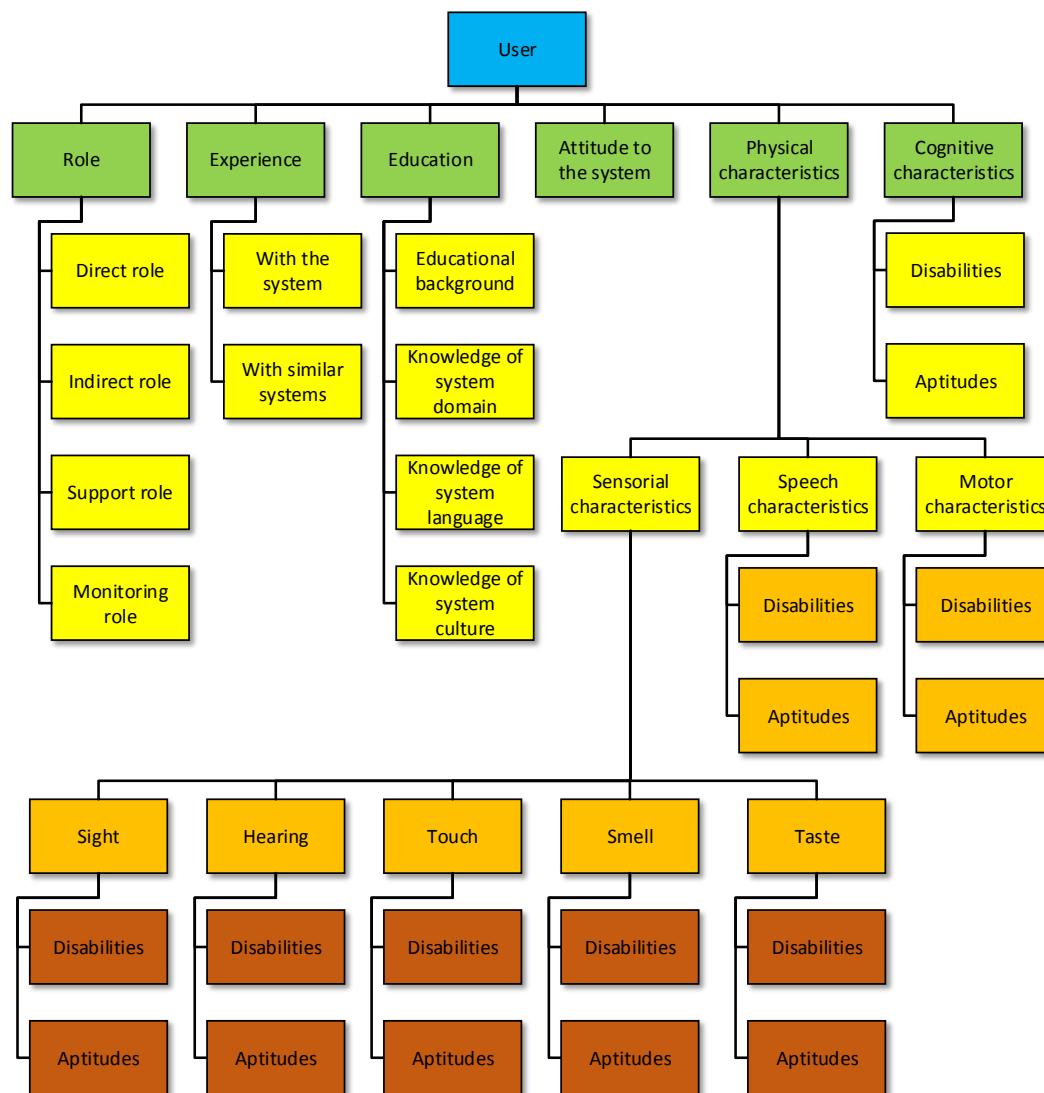 User
Role
Experience
Education
Attitude to
the system
Physical
characteristics
Cognitive
characteristics
Direct role
Indirect role
Support role
Monitoring
role
With the
system
With similar
systems
Educational
background
Knowledge of
system
domain
Knowledge of
system
language
Knowledge of
system
culture
Disabilities
Aptitudes
Sensorial
characteristics
Speech
characteristics
Motor
characteristics
Disabilities
Aptitudes
Disabilities
Aptitudes
Sight
Hearing
Touch
Smell
Taste
Disabilities
Disabilities
Disabilities
Disabilities
Disabilities
Aptitudes
Aptitudes
Aptitudes
Aptitudes
Aptitudes